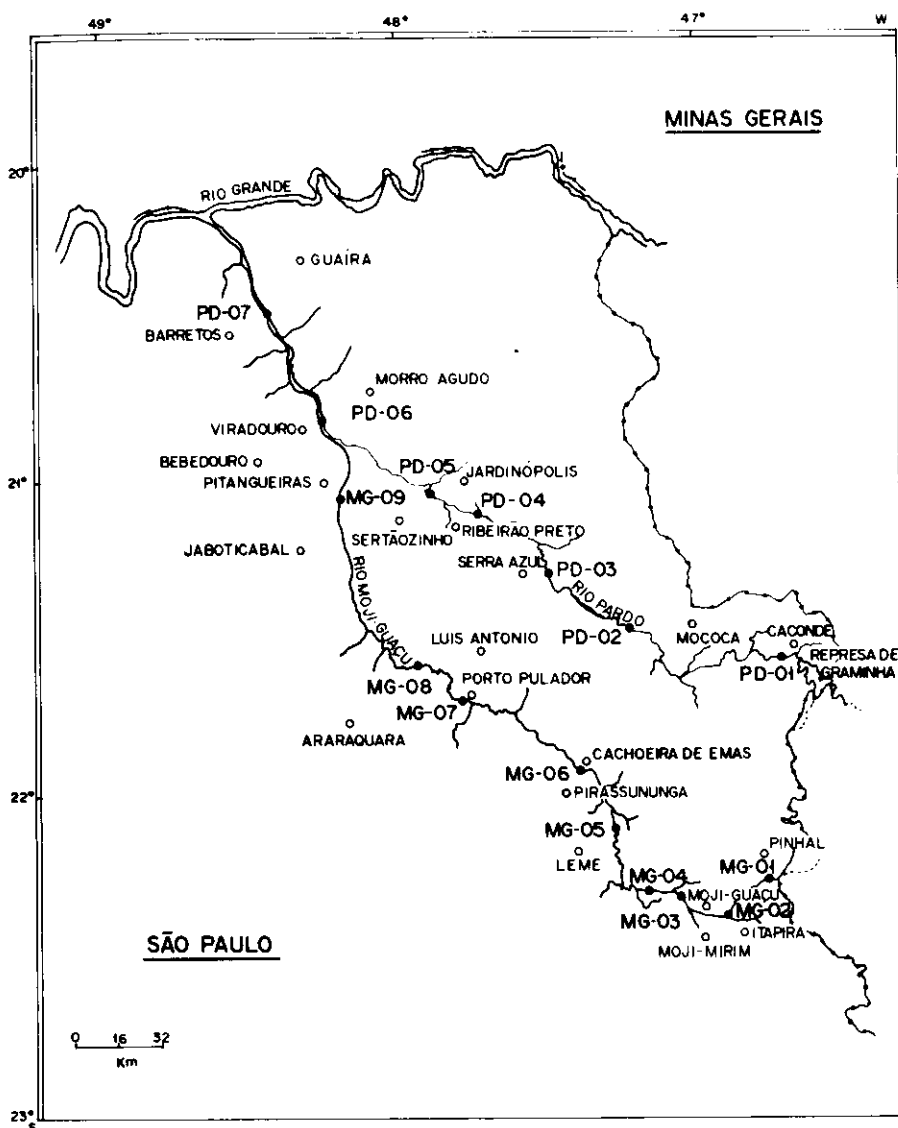 49° 48° 47° W
MINAS GERAIS
20°
RIO GRANDE
GUAÍRA
PD-07
BARRETOS
MORRO AGUDO
PD-06
VIRADOURO
BEBEDOURO
PD-05
JARDINÓPOLIS
PITANGUEIRAS
21°
MG-09
PD-04
SERTÃOZINHO
RIBEIRÃO PRETO
JABOTICABAL
SERRA AZUL
PD-03
RIO PARDO
RIO MOJI-GUAÇU
LUIS ANTONIO
PD-02
MOCOCA
CACONDE
REPRESA DE
GRAMINHA
PD-01
MG-08
PORTO PULADOR
MG-07
ARARAQUARA
CACHOEIRA DE EMAS
MG-06
PIRASSUNUNGA
22°
MG-05
LEME
PINHAL
MG-01
MG-04
MOJI-GUAÇU
MG-02
MG-03
ITAPIRA
MOJI-MIRIM
SÃO PAULO
0 16 32
Km
23°
S